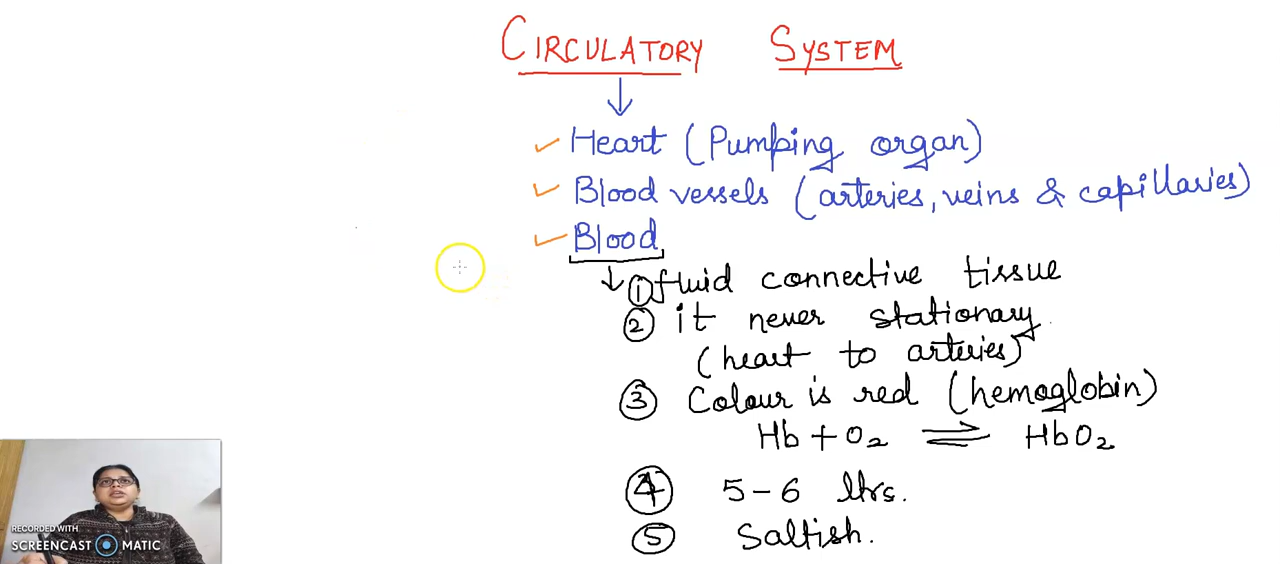 CIRCULATORY SYSTEM
Heart (Pumping organ)
Blood vessels (arteries, veins & capillaries)
Blood
① fluid connective tissue
② it never stationary.
(heart to arteries)
③ Colour is red (hemoglobin)
Hb + O₂ ⇌ HbO₂
④ 5-6 ltrs.
⑤ Saltish.
RECORDED WITH
SCREENCAST MATIC